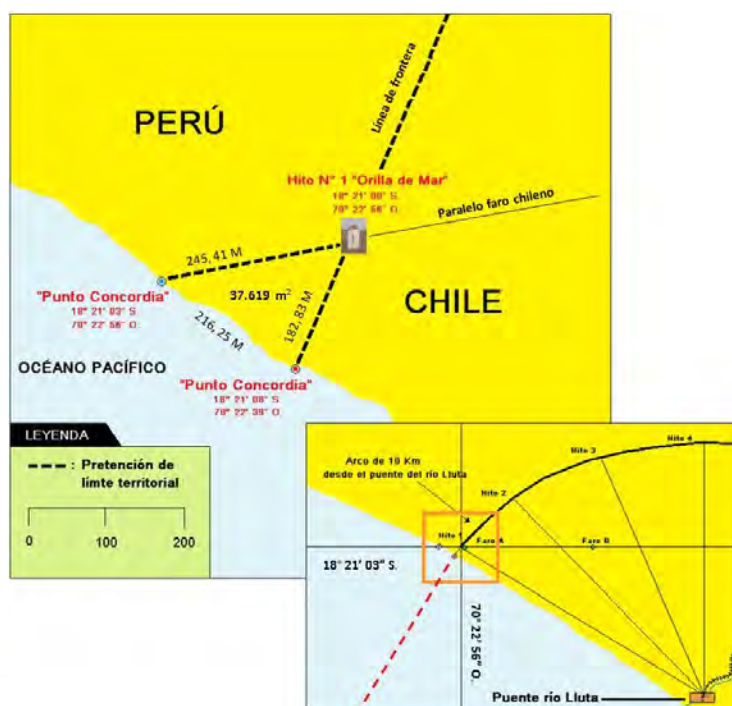 PERÚ
Línea de frontera
Hito N° 1 "Orilla de Mar"
18° 21' 00" S.
70° 22' 56" O.
Paralelo faro chileno
245,41 M
"Punto Concordia"
18° 21' 03" S.
70° 22' 56" O.
37.619 m²
182,83 M
216,25 M
CHILE
OCÉANO PACÍFICO
"Punto Concordia"
18° 21' 08" S.
70° 22' 39" O.
LEYENDA
: Pretención de
límte territorial
0 100 200
Arco de 10 Km
desde el puente del río Lluta
Hito 4
Hito 3
Hito 2
Hito 1
Faro A
Faro B
18° 21' 03" S.
70° 22' 56" O.
Puente río Lluta